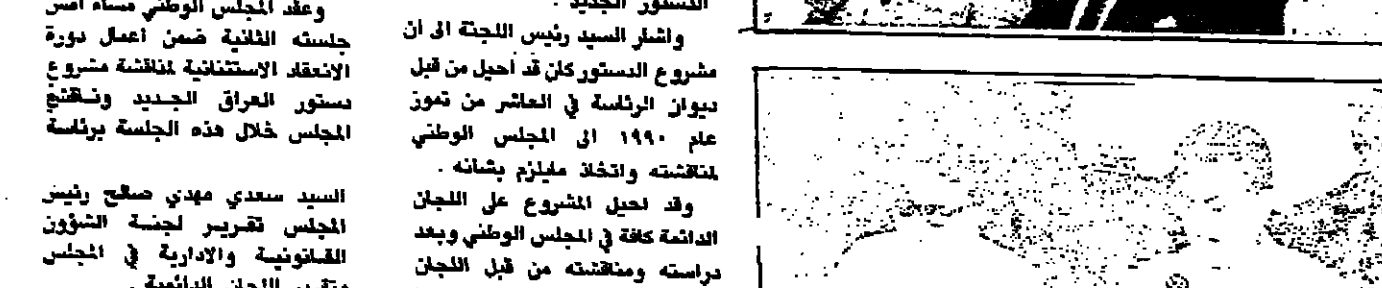 الدستور الجديد .
واشار السيد رئيس اللجنة الى ان
مشروع الدستور كان قد أحيل من قبل
ديوان الرئاسة في العاشر من تموز
عام ١٩٩٠ الى المجلس الوطني
لمناقشته واتخاذ مايلزم بشانه .
وقد احيل المشروع على اللجان
الدائمة كافة في المجلس الوطني وبعد
دراسته ومناقشته من قبل اللجان
وعقد المجلس الوطني مساء امس
جلسته الثانية ضمن اعمال دورة
الانعقاد الاستثنائية لمناقشة مشروع
دستور العراق الجديد وناقش
المجلس خلال هذه الجلسة برئاسة
السيد سعدي مهدي صالح رئيس
المجلس تقرير لجنة الشؤون
القانونية والادارية في المجلس
اللجان الدائمة .